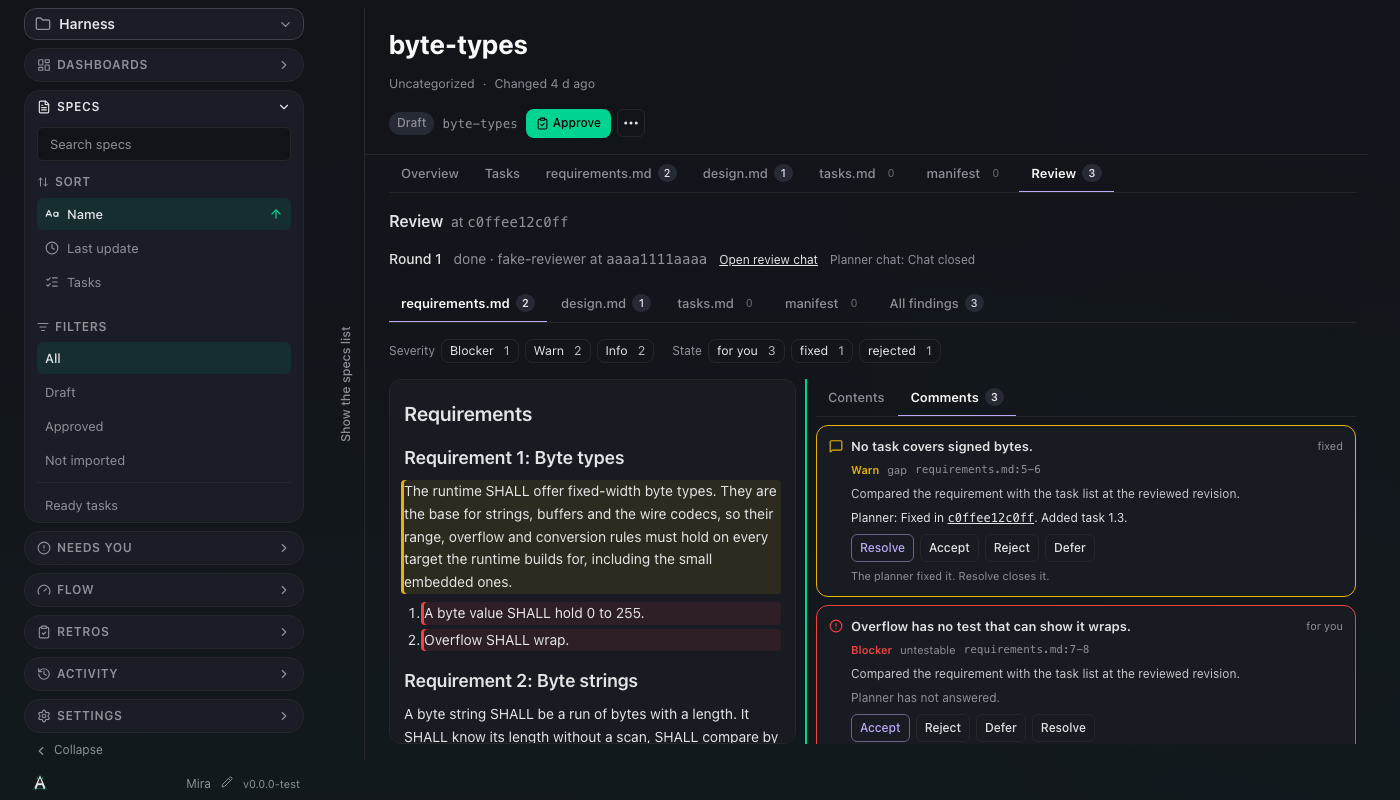 Harness
DASHBOARDS
SPECS
Search specs
SORT
Aa Name
Last update
Tasks
FILTERS
All
Draft
Approved
Not imported
Ready tasks
NEEDS YOU
FLOW
RETROS
ACTIVITY
SETTINGS
Collapse
A
Mira v0.0.0-test
Show the specs list
byte-types
Uncategorized · Changed 4 d ago
Draft byte-types Approve
Overview Tasks requirements.md 2 design.md 1 tasks.md 0 manifest 0 Review 3
Review at c0ffee12c0ff
Round 1 done · fake-reviewer at aaaa1111aaaa Open review chat Planner chat: Chat closed
requirements.md 2 design.md 1 tasks.md 0 manifest 0 All findings 3
Severity Blocker 1 Warn 2 Info 2 State for you 3 fixed 1 rejected 1
Requirements
Requirement 1: Byte types
The runtime SHALL offer fixed-width byte types. They are
the base for strings, buffers and the wire codecs, so their
range, overflow and conversion rules must hold on every
target the runtime builds for, including the small
embedded ones.
1. A byte value SHALL hold 0 to 255.
2. Overflow SHALL wrap.
Requirement 2: Byte strings
A byte string SHALL be a run of bytes with a length. It
SHALL know its length without a scan, SHALL compare by
Contents Comments 3
No task covers signed bytes. fixed
Warn gap requirements.md:5–6
Compared the requirement with the task list at the reviewed revision.
Planner: Fixed in c0ffee12c0ff. Added task 1.3.
Resolve Accept Reject Defer
The planner fixed it. Resolve closes it.
Overflow has no test that can show it wraps. for you
Blocker untestable requirements.md:7–8
Compared the requirement with the task list at the reviewed revision.
Planner has not answered.
Accept Reject Defer Resolve